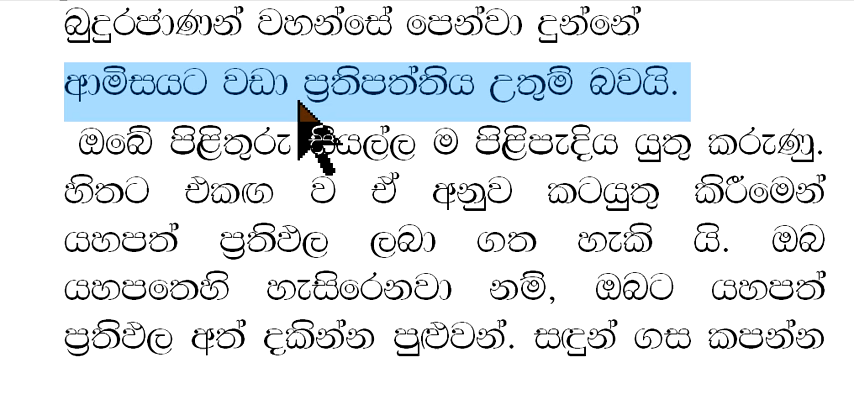 බුදුරජාණන් වහන්සේ පෙන්වා දුන්නේ
ආමිසයට වඩා ප්‍රතිපත්තිය උතුම් බවයි.
ඔබේ පිළිතුරු සියල්ල ම පිළිපැදිය යුතු කරුණු.
හිතට එකඟ ව ඒ අනුව කටයුතු කිරීමෙන්
යහපත් ප්‍රතිඵල ලබා ගත හැකි යි. ඔබ
යහපතෙහි හැසිරෙනවා නම්, ඔබට යහපත්
ප්‍රතිඵල අත් දකින්න පුළුවන්. සඳුන් ගස කපන්න